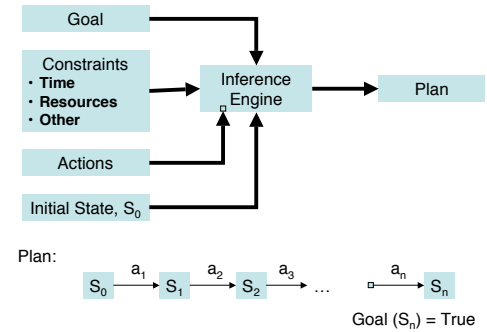 Goal
Constraints
• Time
• Resources
• Other
Inference
Engine
Plan
Actions
Initial State, S₀
Plan:
a₁ a₂ a₃ aₙ
S₀ S₁ S₂ … Sₙ
Goal (Sₙ) = True